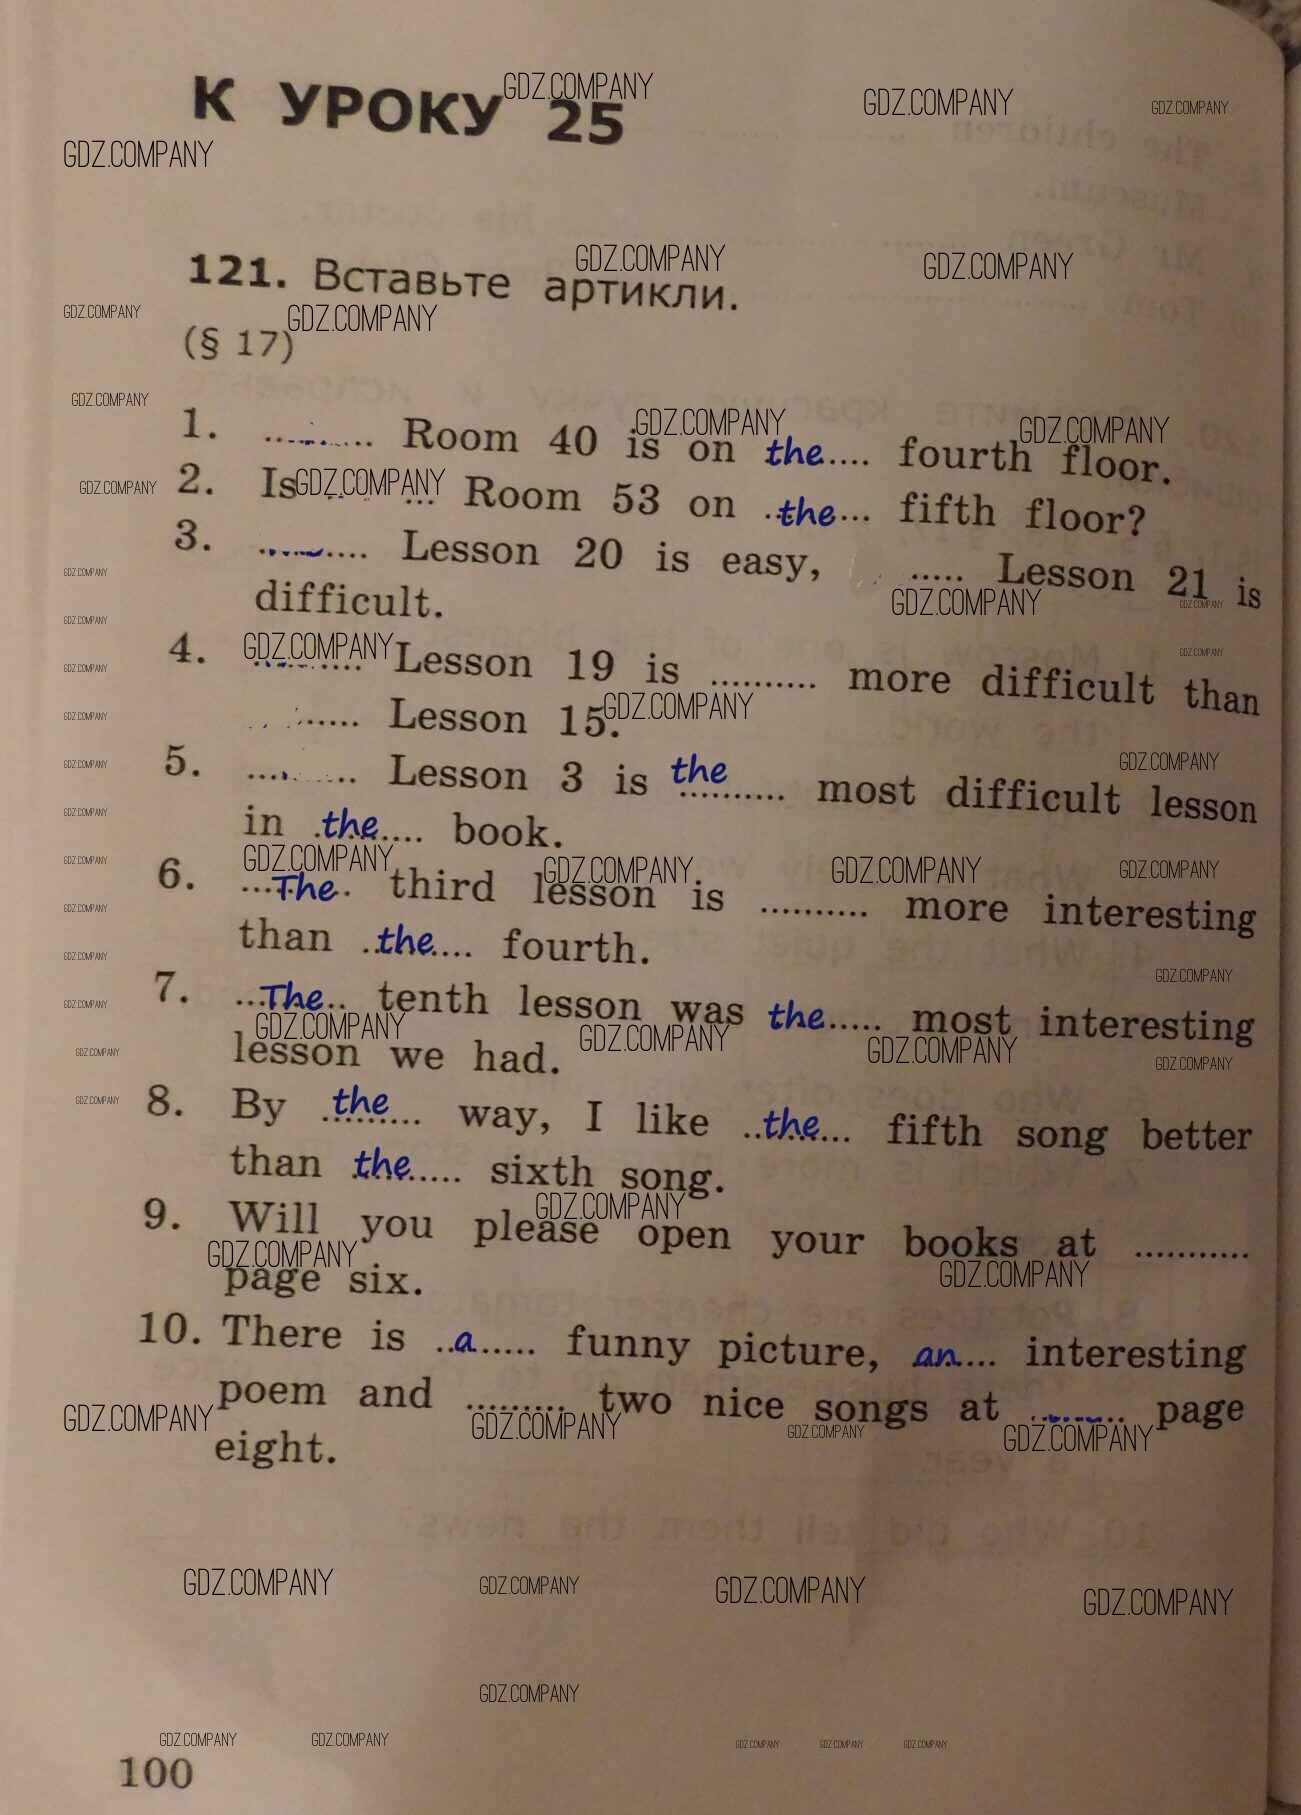 К УРОКУ 25
121. Вставьте артикли.
(§ 17)
1. .......... Room 40 is on the.... fourth floor.
2. Is ... Room 53 on .the... fifth floor?
3. .......... Lesson 20 is easy, ..... Lesson 21 is
difficult.
4. .......... Lesson 19 is .......... more difficult than
...... Lesson 15.
5. .......... Lesson 3 is the .......... most difficult lesson
in .the.... book.
6. ...The.. third lesson is .......... more interesting
than ..the.... fourth.
7. ...The.. tenth lesson was the..... most interesting
lesson we had.
8. By the ......... way, I like ..the... fifth song better
than the..... sixth song.
9. Will you please open your books at ...........
page six.
10. There is ..a...... funny picture, an.... interesting
poem and ......... two nice songs at ......... page
eight.
100
GDZ.COMPANY